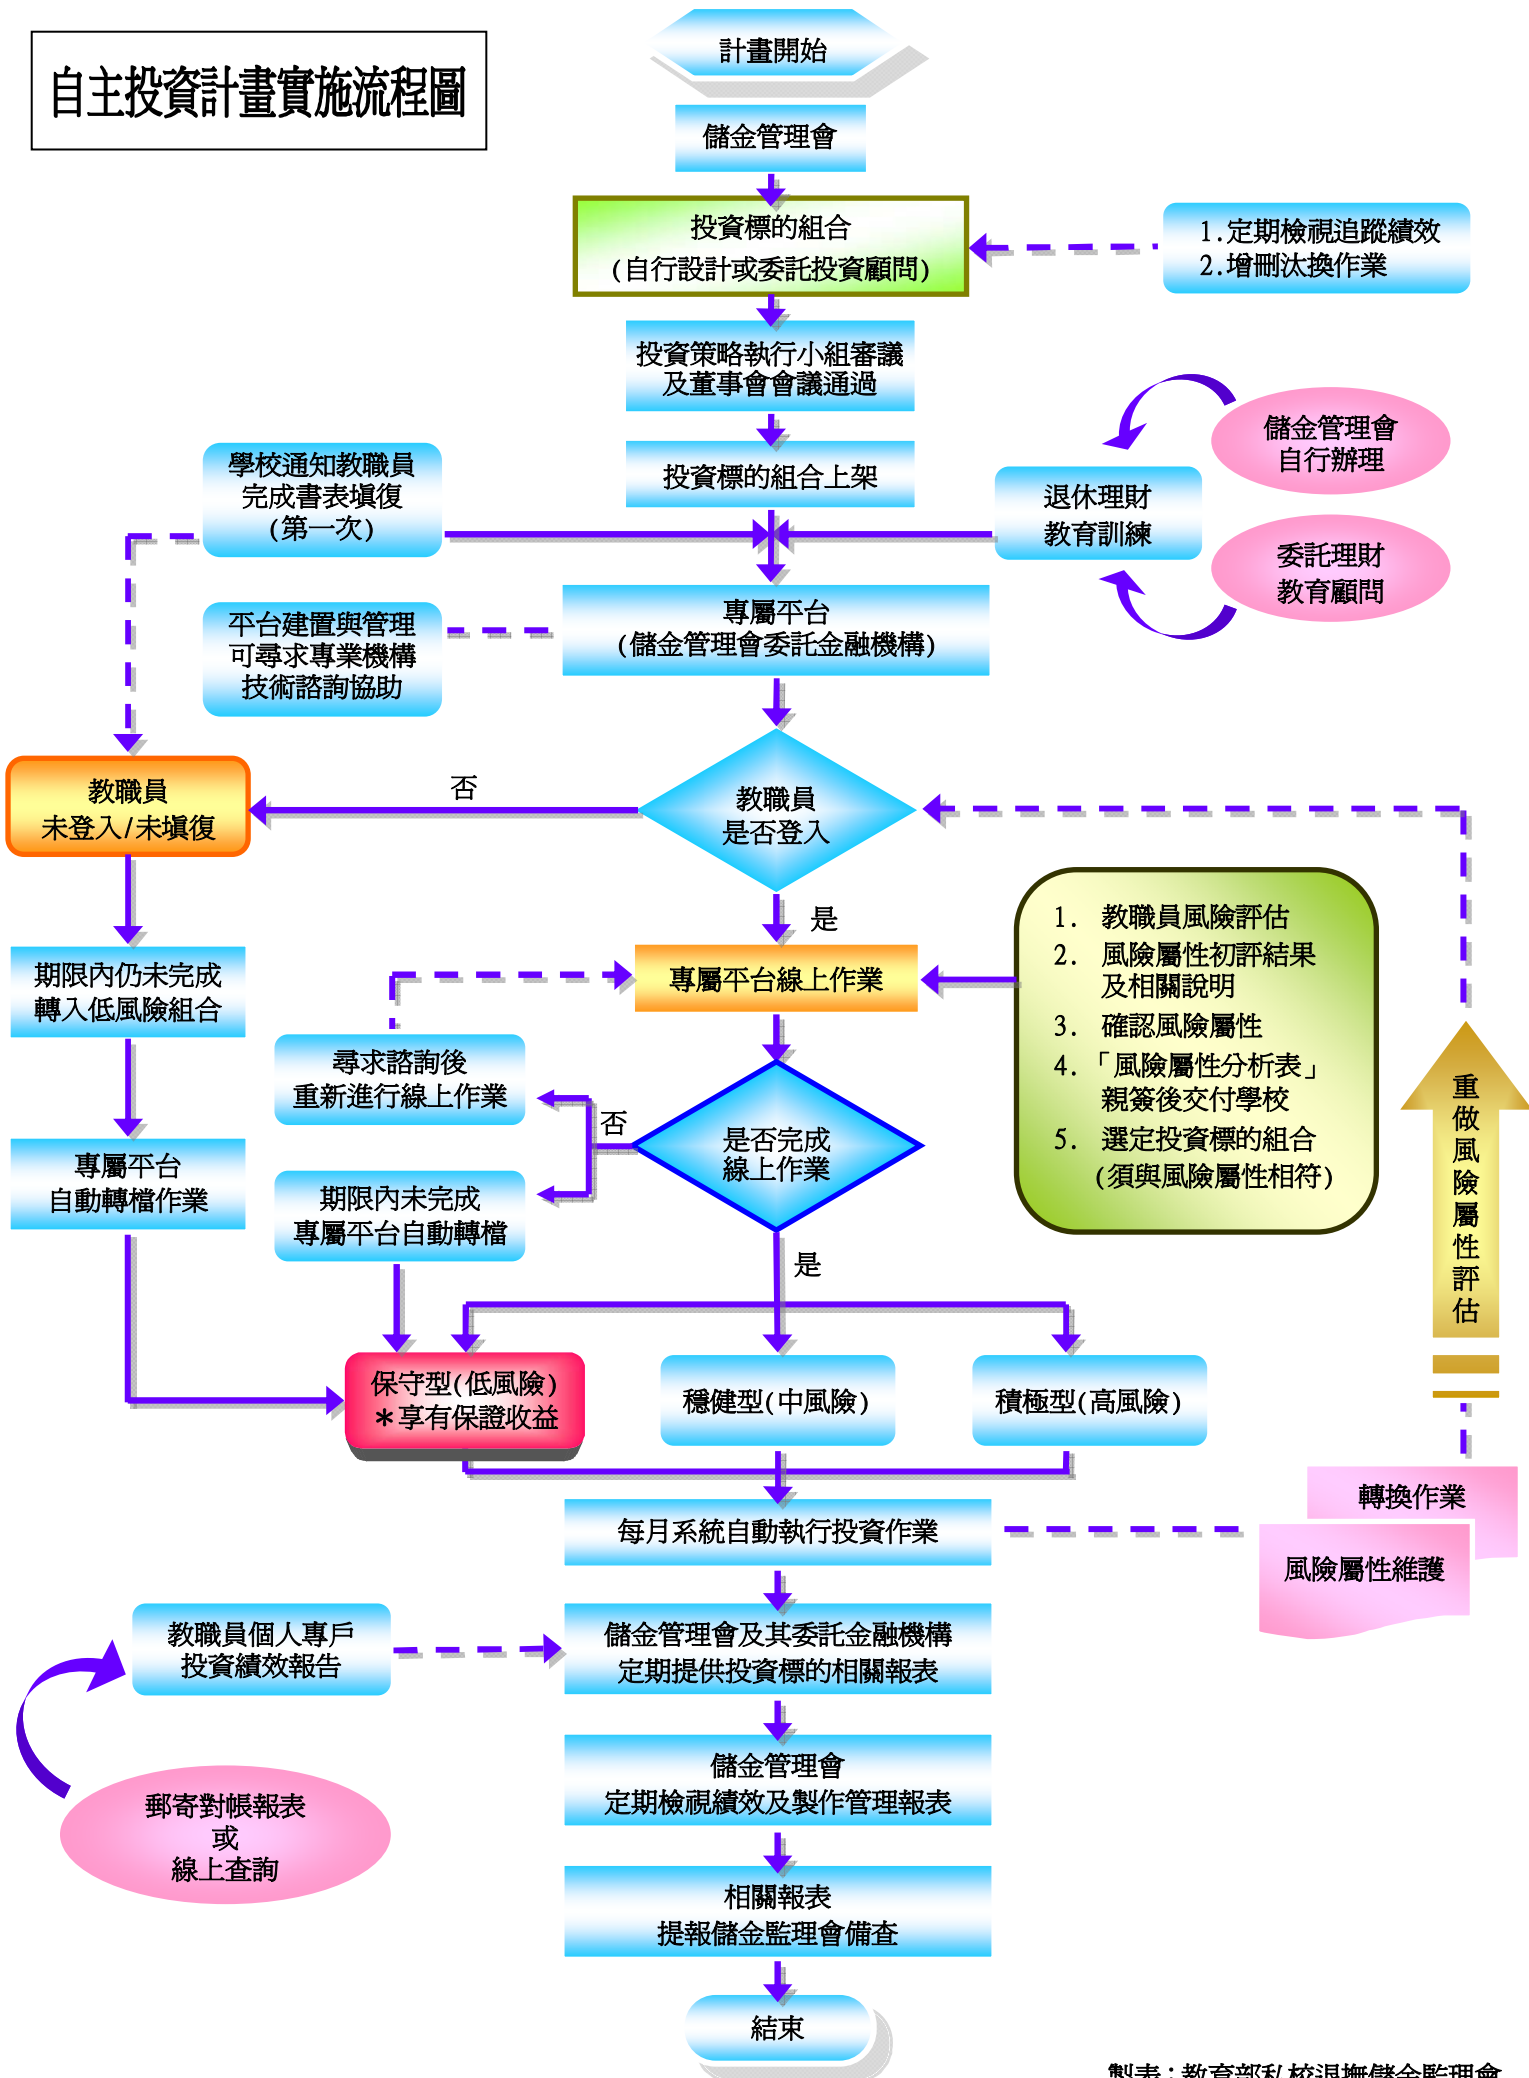 自主投資計畫實施流程圖
計畫開始
儲金管理會
投資標的組合
(自行設計或委託投資顧問)
1.定期檢視追蹤績效
2.增刪汰換作業
投資策略執行小組審議
及董事會會議通過
投資標的組合上架
學校通知教職員
完成書表填復
(第一次)
退休理財
教育訓練
儲金管理會
自行辦理
委託理財
教育顧問
專屬平台
(儲金管理會委託金融機構)
平台建置與管理
可尋求專業機構
技術諮詢協助
教職員
是否登入
否
教職員
未登入/未填復
是
專屬平台線上作業
1. 教職員風險評估
2. 風險屬性初評結果
及相關說明
3. 確認風險屬性
4.「風險屬性分析表」
親簽後交付學校
5. 選定投資標的組合
(須與風險屬性相符)
期限內仍未完成
轉入低風險組合
專屬平台
自動轉檔作業
尋求諮詢後
重新進行線上作業
否
是否完成
線上作業
期限內未完成
專屬平台自動轉檔
是
重做風險屬性評估
保守型(低風險)
＊享有保證收益
穩健型(中風險)
積極型(高風險)
每月系統自動執行投資作業
轉換作業
風險屬性維護
教職員個人專戶
投資績效報告
儲金管理會及其委託金融機構
定期提供投資標的相關報表
儲金管理會
定期檢視績效及製作管理報表
郵寄對帳報表
或
線上查詢
相關報表
提報儲金監理會備查
結束
製表：教育部私校退撫儲金監理會